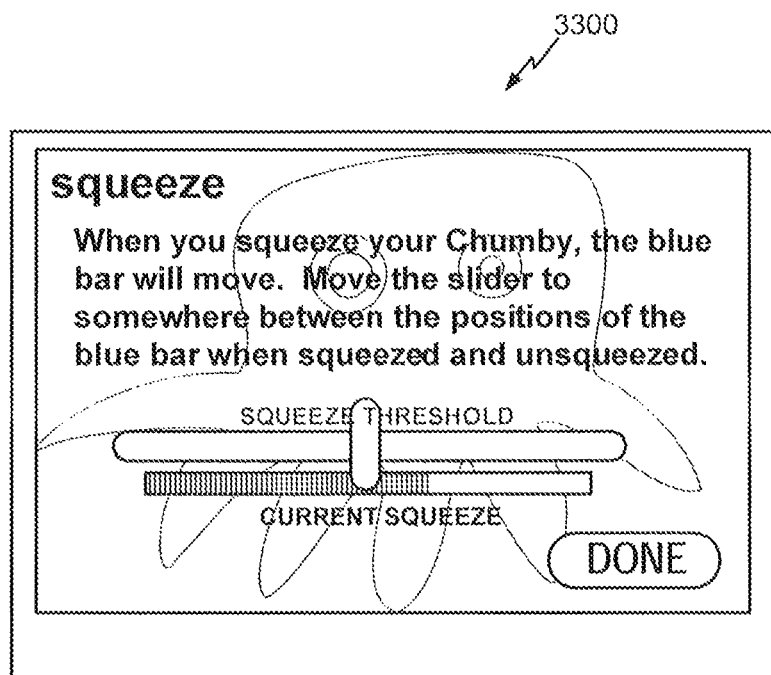 3300
squeeze
When you squeeze your Chumby, the blue
bar will move. Move the slider to
somewhere between the positions of the
blue bar when squeezed and unsqueezed.
SQUEEZE THRESHOLD
CURRENT SQUEEZE
DONE